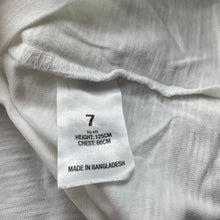 7
TO FIT
HEIGHT: 125CM
CHEST: 66CM
MADE IN BANGLADESH